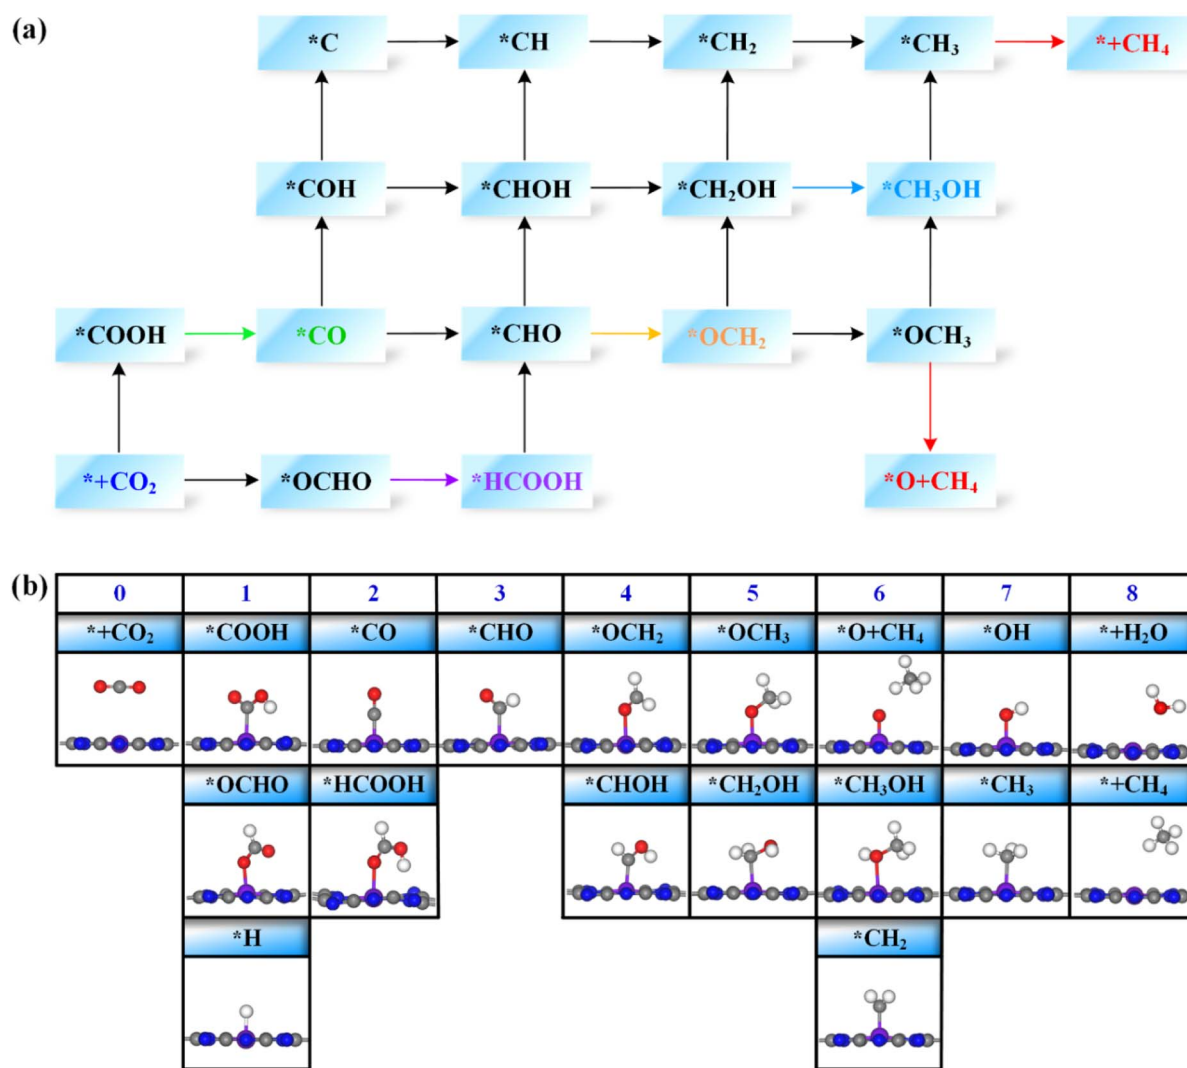 (a)
*C *CH *CH₂ *CH₃ *+CH₄
*COH *CHOH *CH₂OH *CH₃OH
*COOH *CO *CHO *OCH₂ *OCH₃
*+CO₂ *OCHO *HCOOH *O+CH₄
(b)
0 1 2 3 4 5 6 7 8
*+CO₂ *COOH *CO *CHO *OCH₂ *OCH₃ *O+CH₄ *OH *+H₂O
*OCHO *HCOOH *CHOH *CH₂OH *CH₃OH *CH₃ *+CH₄
*H *CH₂